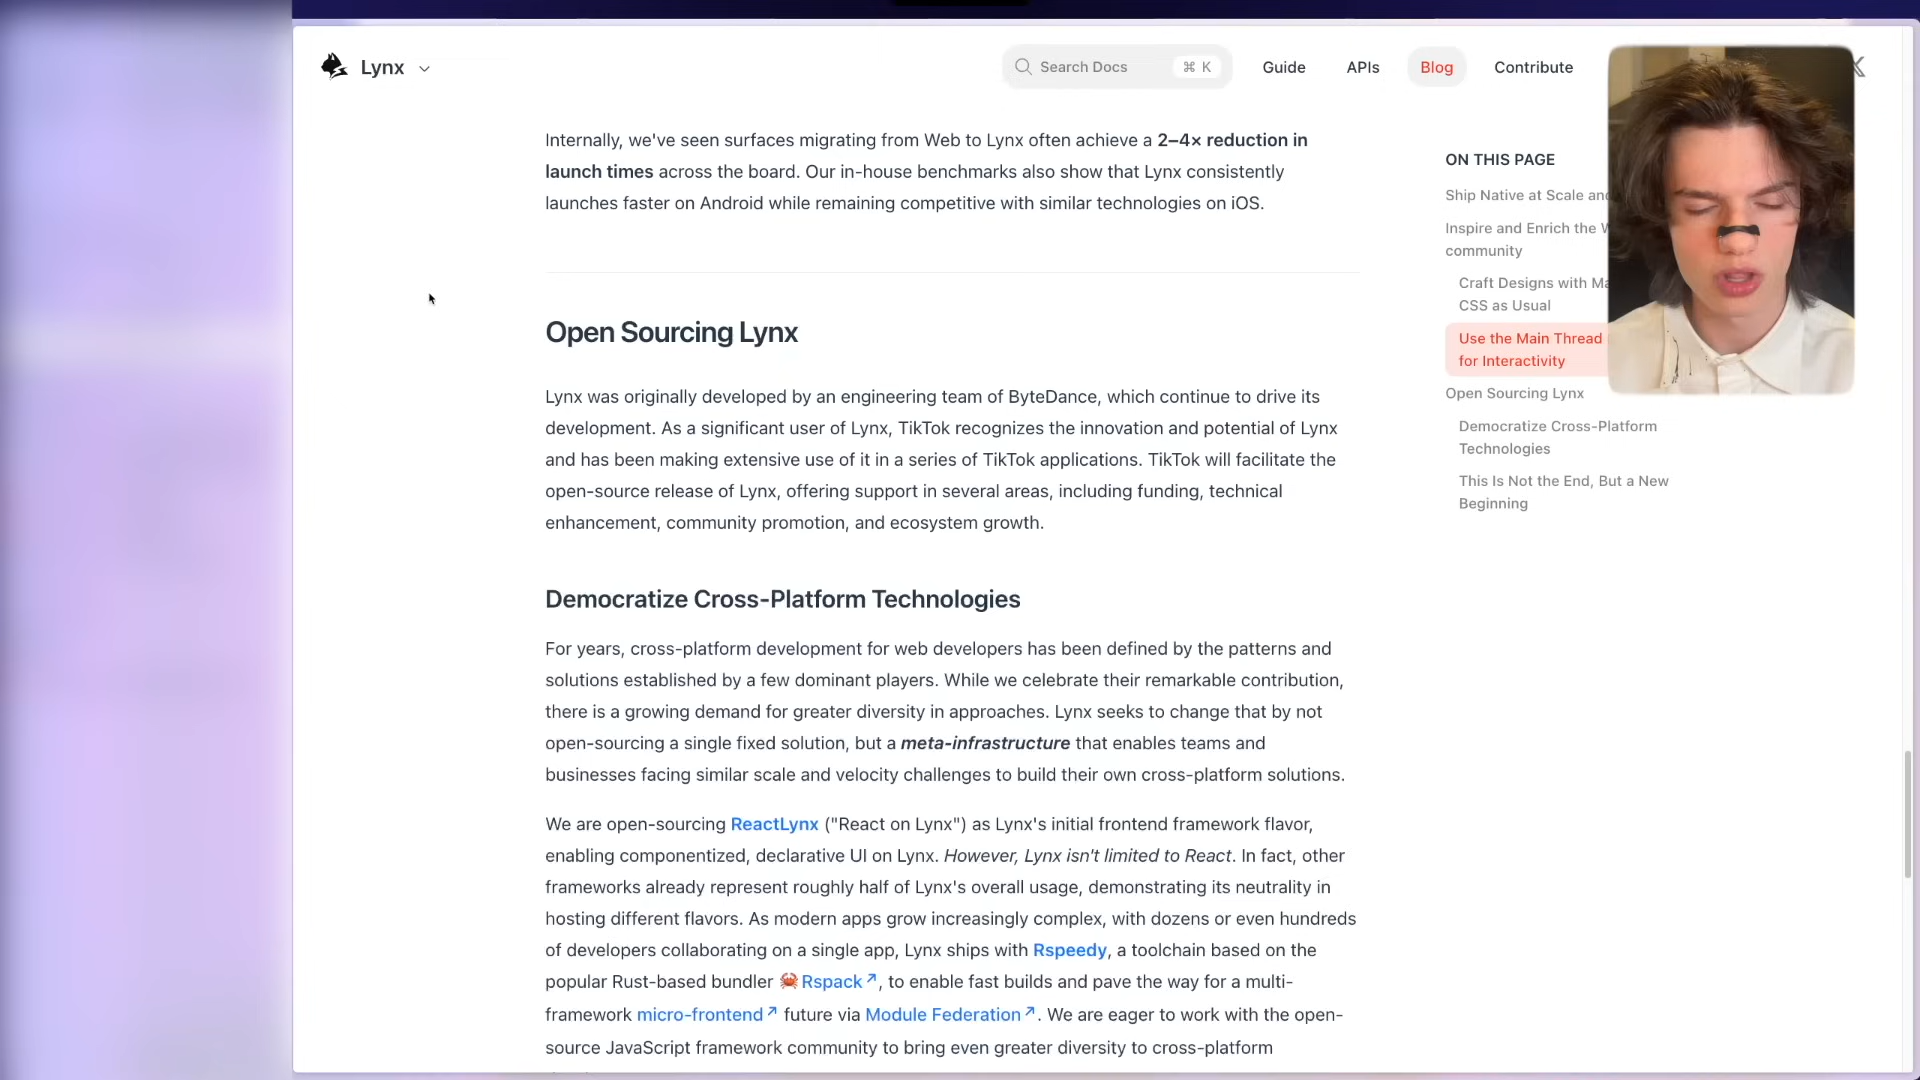 Lynx
Search Docs
⌘ K
Guide
APIs
Blog
Contribute
Internally, we've seen surfaces migrating from Web to Lynx often achieve a 2–4× reduction in
launch times across the board. Our in-house benchmarks also show that Lynx consistently
launches faster on Android while remaining competitive with similar technologies on iOS.
Open Sourcing Lynx
Lynx was originally developed by an engineering team of ByteDance, which continue to drive its
development. As a significant user of Lynx, TikTok recognizes the innovation and potential of Lynx
and has been making extensive use of it in a series of TikTok applications. TikTok will facilitate the
open-source release of Lynx, offering support in several areas, including funding, technical
enhancement, community promotion, and ecosystem growth.
Democratize Cross-Platform Technologies
For years, cross-platform development for web developers has been defined by the patterns and
solutions established by a few dominant players. While we celebrate their remarkable contribution,
there is a growing demand for greater diversity in approaches. Lynx seeks to change that by not
open-sourcing a single fixed solution, but a meta-infrastructure that enables teams and
businesses facing similar scale and velocity challenges to build their own cross-platform solutions.
We are open-sourcing ReactLynx ("React on Lynx") as Lynx's initial frontend framework flavor,
enabling componentized, declarative UI on Lynx. However, Lynx isn't limited to React. In fact, other
frameworks already represent roughly half of Lynx's overall usage, demonstrating its neutrality in
hosting different flavors. As modern apps grow increasingly complex, with dozens or even hundreds
of developers collaborating on a single app, Lynx ships with Rspeedy, a toolchain based on the
popular Rust-based bundler 🦀 Rspack↗, to enable fast builds and pave the way for a multi-
framework micro-frontend↗ future via Module Federation↗. We are eager to work with the open-
source JavaScript framework community to bring even greater diversity to cross-platform
ON THIS PAGE
Ship Native at Scale and
Inspire and Enrich the
community
Craft Designs with
CSS as Usual
Use the Main Thread
for Interactivity
Open Sourcing Lynx
Democratize Cross-Platform
Technologies
This Is Not the End, But a New
Beginning